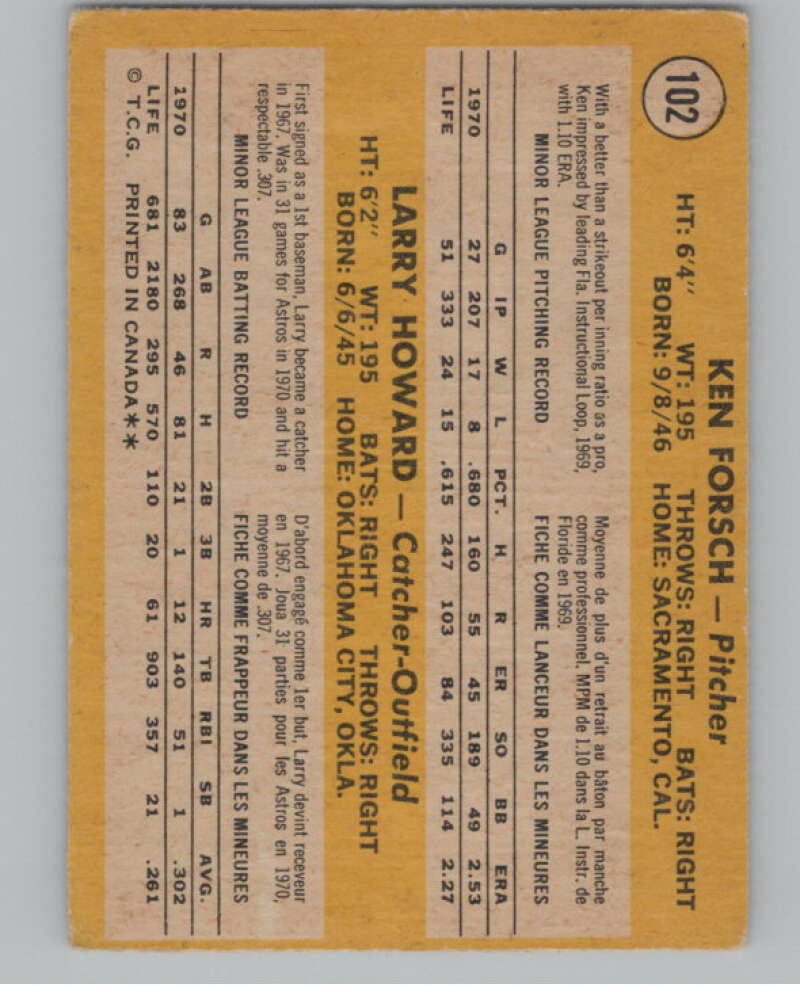 102
KEN FORSCH — Pitcher
HT: 6'4" WT: 195 THROWS: RIGHT BATS: RIGHT
BORN: 9/8/46 HOME: SACRAMENTO, CAL.
With a better than a strikeout per inning ratio as a pro,
Ken impressed by leading Fla. Instructional Loop, 1969,
with 1.10 ERA.
Moyenne de plus d'un retrait au bâton par manche
comme professionnel. MPM de 1.10 dans la L. Instr. de
Floride en 1969.
MINOR LEAGUE PITCHING RECORD FICHE COMME LANCEUR DANS LES MINEURES
G IP W L PCT. H R ER SO BB ERA
1970 27 207 17 8 .680 160 55 45 189 49 2.53
LIFE 51 333 24 15 .615 247 103 84 335 114 2.27
LARRY HOWARD — Catcher-Outfield
HT: 6'2" WT: 195 BATS: RIGHT THROWS: RIGHT
BORN: 6/6/45 HOME: OKLAHOMA CITY, OKLA.
First signed as a 1st baseman, Larry became a catcher
in 1967. Was in 31 games for Astros in 1970 and hit a
respectable .307.
D'abord engagé comme 1er but, Larry devint receveur
en 1967. Joua 31 parties pour les Astros en 1970,
moyenne de .307.
MINOR LEAGUE BATTING RECORD FICHE COMME FRAPPEUR DANS LES MINEURES
G AB R H 2B 3B HR TB RBI SB AVG.
1970 83 268 46 81 21 1 12 140 51 1 .302
LIFE 681 2180 295 570 110 20 61 903 357 21 .261
© T.C.G. PRINTED IN CANADA**